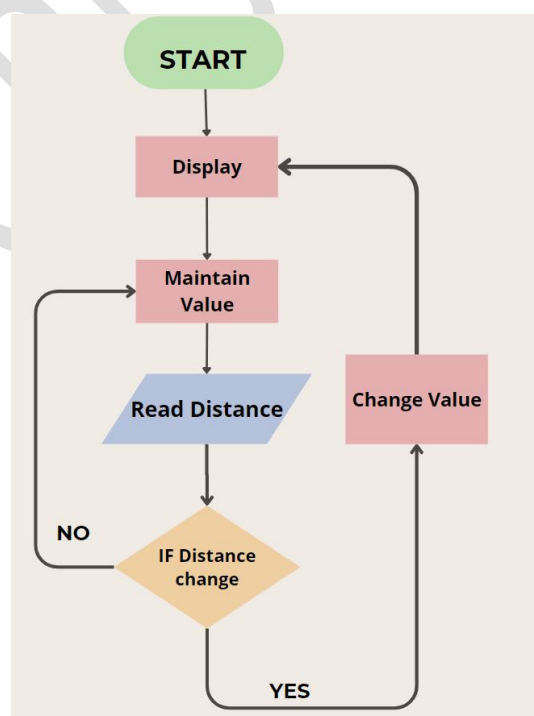 START
Display
Maintain
Value
Read Distance
Change Value
NO
IF Distance
change
YES